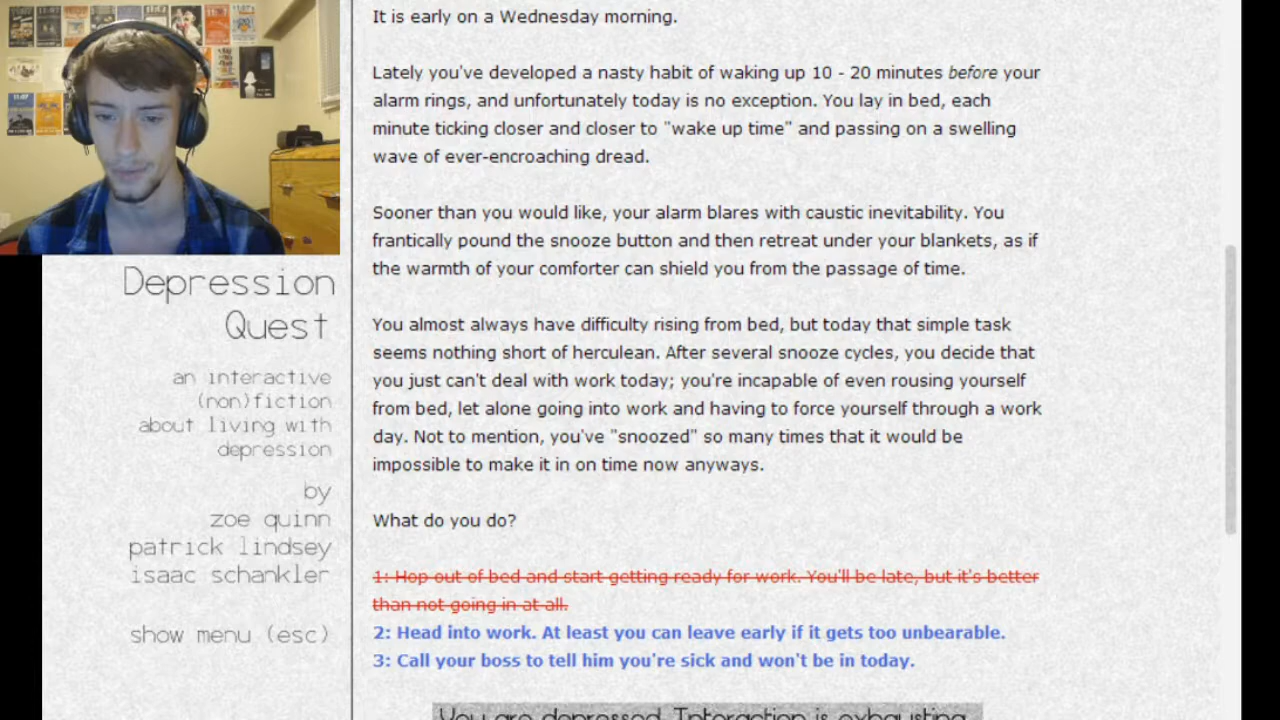 It is early on a Wednesday morning.
Lately you've developed a nasty habit of waking up 10 - 20 minutes before your
alarm rings, and unfortunately today is no exception. You lay in bed, each
minute ticking closer and closer to "wake up time" and passing on a swelling
wave of ever-encroaching dread.
Sooner than you would like, your alarm blares with caustic inevitability. You
frantically pound the snooze button and then retreat under your blankets, as if
the warmth of your comforter can shield you from the passage of time.
You almost always have difficulty rising from bed, but today that simple task
seems nothing short of herculean. After several snooze cycles, you decide that
you just can't deal with work today; you're incapable of even rousing yourself
from bed, let alone going into work and having to force yourself through a work
day. Not to mention, you've "snoozed" so many times that it would be
impossible to make it in on time now anyways.
What do you do?
1: Hop out of bed and start getting ready for work. You'll be late, but it's better
than not going in at all.
2: Head into work. At least you can leave early if it gets too unbearable.
3: Call your boss to tell him you're sick and won't be in today.
You are depressed. Interaction is exhausting,
Depression
Quest
an interactive
(non)fiction
about living with
depression
by
zoe quinn
patrick lindsey
isaac schankler
show menu (esc)